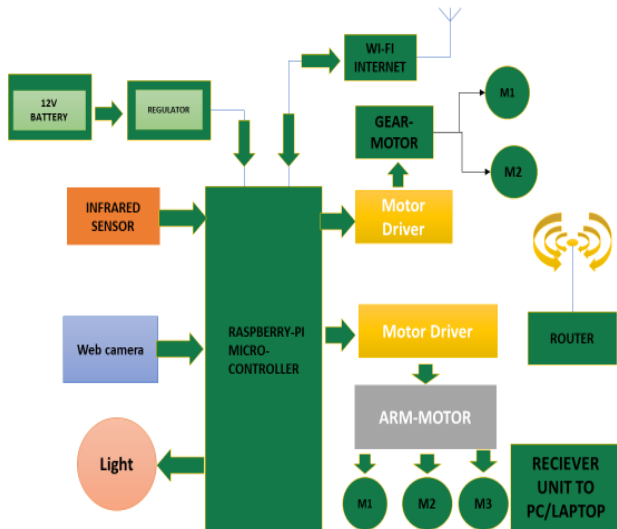 WI-FI
INTERNET
12V
BATTERY
REGULATOR
GEAR-
MOTOR
M1
M2
INFRARED
SENSOR
Motor
Driver
Web camera
RASPBERRY-PI
MICRO-
CONTROLLER
Motor Driver
ROUTER
ARM-MOTOR
Light
M1
M2
M3
RECIEVER
UNIT TO
PC/LAPTOP